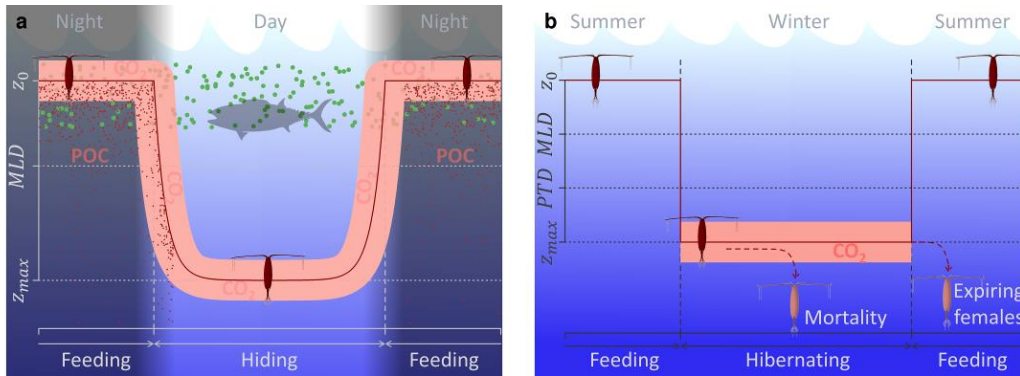 a
Night
Day
Night
z0
MLD
zmax
CO2
CO2
CO2
CO2
CO2
POC
POC
Feeding
Hiding
Feeding
b
Summer
Winter
Summer
z0
MLD
PTD
zmax
CO2
Mortality
Expiring
females
Feeding
Hibernating
Feeding